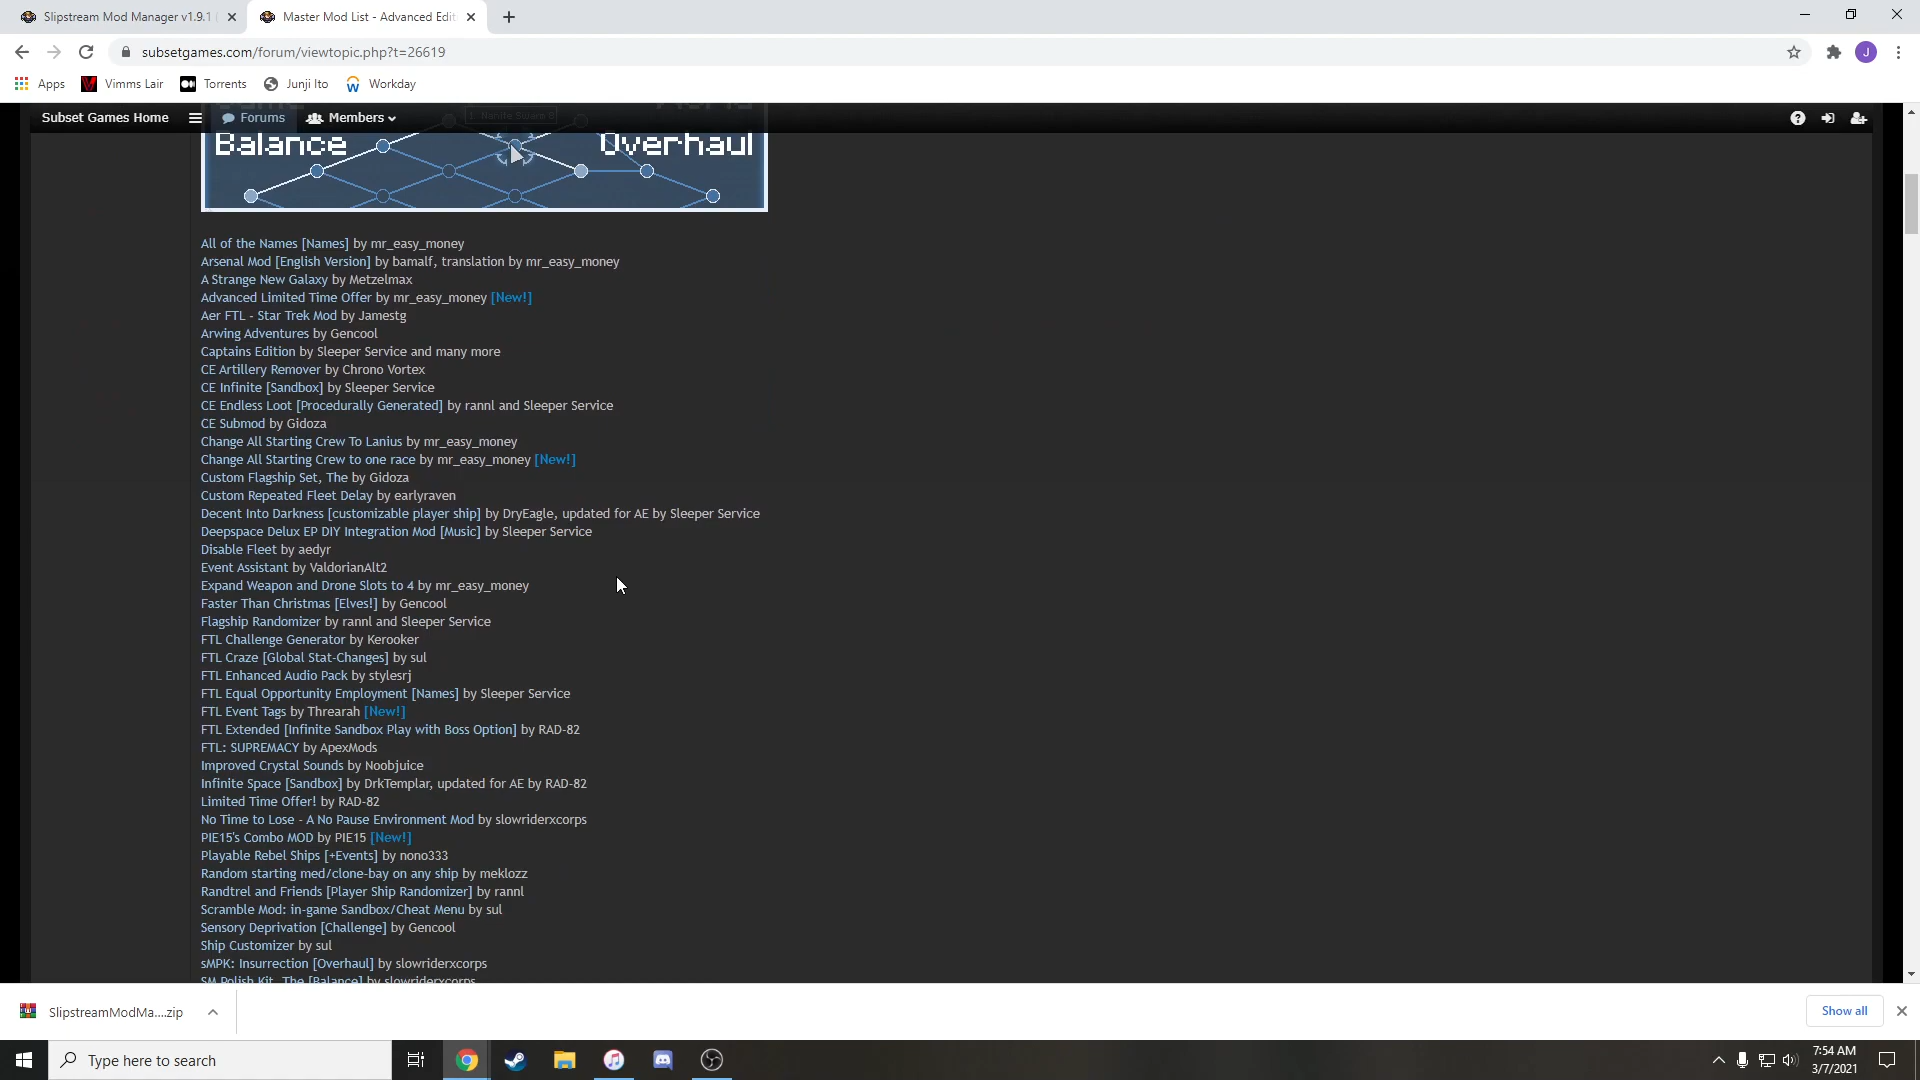 Slipstream Mod Manager v1.9.1
Master Mod List - Advanced Edit
subsetgames.com/forum/viewtopic.php?t=26619
J
Apps
Vimms Lair
Torrents
Junji Ito
Workday
Subset Games Home
Forums
Members
Balance
Overhaul
All of the Names [Names] by mr_easy_money
Arsenal Mod [English Version] by bamalf, translation by mr_easy_money
A Strange New Galaxy by Metzelmax
Advanced Limited Time Offer by mr_easy_money [New!]
Aer FTL - Star Trek Mod by Jamestg
Arwing Adventures by Gencool
Captains Edition by Sleeper Service and many more
CE Artillery Remover by Chrono Vortex
CE Infinite [Sandbox] by Sleeper Service
CE Endless Loot [Procedurally Generated] by rannl and Sleeper Service
CE Submod by Gidoza
Change All Starting Crew To Lanius by mr_easy_money
Change All Starting Crew to one race by mr_easy_money [New!]
Custom Flagship Set, The by Gidoza
Custom Repeated Fleet Delay by earlyraven
Decent Into Darkness [customizable player ship] by DryEagle, updated for AE by Sleeper Service
Deepspace Delux EP DIY Integration Mod [Music] by Sleeper Service
Disable Fleet by aedyr
Event Assistant by ValdorianAlt2
Expand Weapon and Drone Slots to 4 by mr_easy_money
Faster Than Christmas [Elves!] by Gencool
Flagship Randomizer by rannl and Sleeper Service
FTL Challenge Generator by Kerooker
FTL Craze [Global Stat-Changes] by sul
FTL Enhanced Audio Pack by stylesrj
FTL Equal Opportunity Employment [Names] by Sleeper Service
FTL Event Tags by Threarah [New!]
FTL Extended [Infinite Sandbox Play with Boss Option] by RAD-82
FTL: SUPREMACY by ApexMods
Improved Crystal Sounds by Noobjuice
Infinite Space [Sandbox] by DrkTemplar, updated for AE by RAD-82
Limited Time Offer! by RAD-82
No Time to Lose - A No Pause Environment Mod by slowriderxcorps
PIE15's Combo MOD by PIE15 [New!]
Playable Rebel Ships [+Events] by nono333
Random starting med/clone-bay on any ship by meklozz
Randtrel and Friends [Player Ship Randomizer] by rannl
Scramble Mod: in-game Sandbox/Cheat Menu by sul
Sensory Deprivation [Challenge] by Gencool
Ship Customizer by sul
sMPK: Insurrection [Overhaul] by slowriderxcorps
SM Polish Kit, The [Balance] by slowriderxcorps
SlipstreamModMa....zip
Show all
Type here to search
7:54 AM
3/7/2021